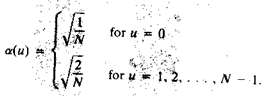 α(u) = { √(1/N) for u = 0
√(2/N) for u = 1, 2, . . . , N − 1.